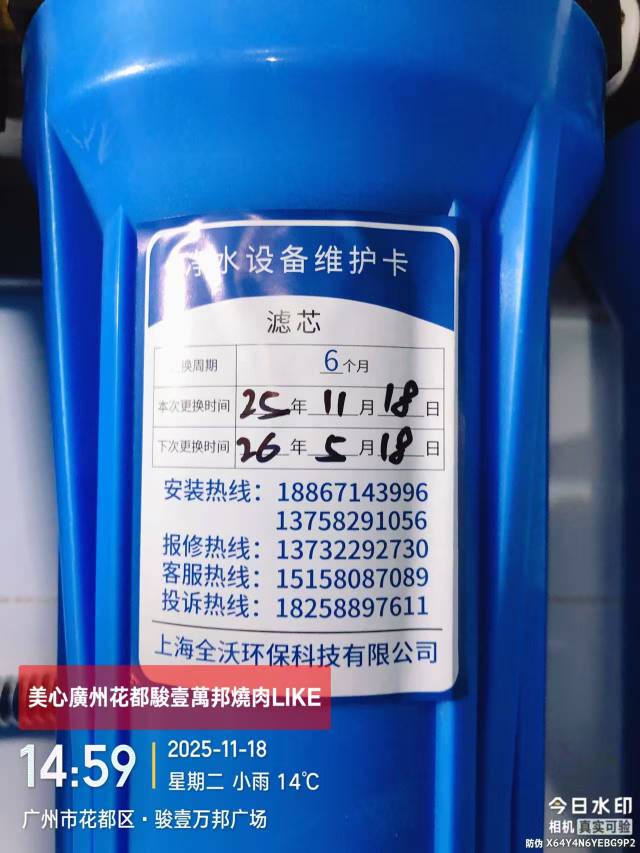 净水设备维护卡
滤芯
换周期 6个月
本次更换时间 25年11月18日
下次更换时间 26年5月18日
安装热线：18867143996
13758291056
报修热线：13732292730
客服热线：15158087089
投诉热线：18258897611
上海全沃环保科技有限公司
美心廣州花都駿壹萬邦燒肉LIKE
14:59
2025-11-18
星期二 小雨 14℃
广州市花都区·骏壹万邦广场
今日水印
相机 真实可验
防伪 X64Y4N6YEBG9P2